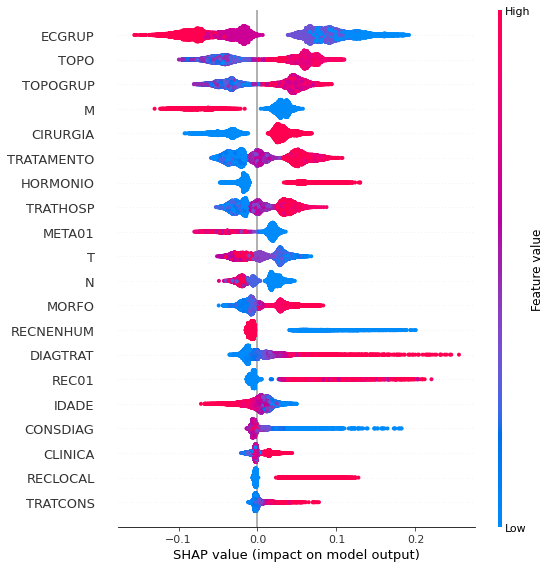 High
ECGRUP
TOPO
TOPOGRUP
M
CIRURGIA
TRATAMENTO
HORMONIO
TRATHOSP
META01
T
N
MORFO
RECNENHUM
DIAGTRAT
REC01
IDADE
CONSDIAG
CLINICA
RECLOCAL
TRATCONS
Feature value
Low
−0.1 0.0 0.1 0.2
SHAP value (impact on model output)